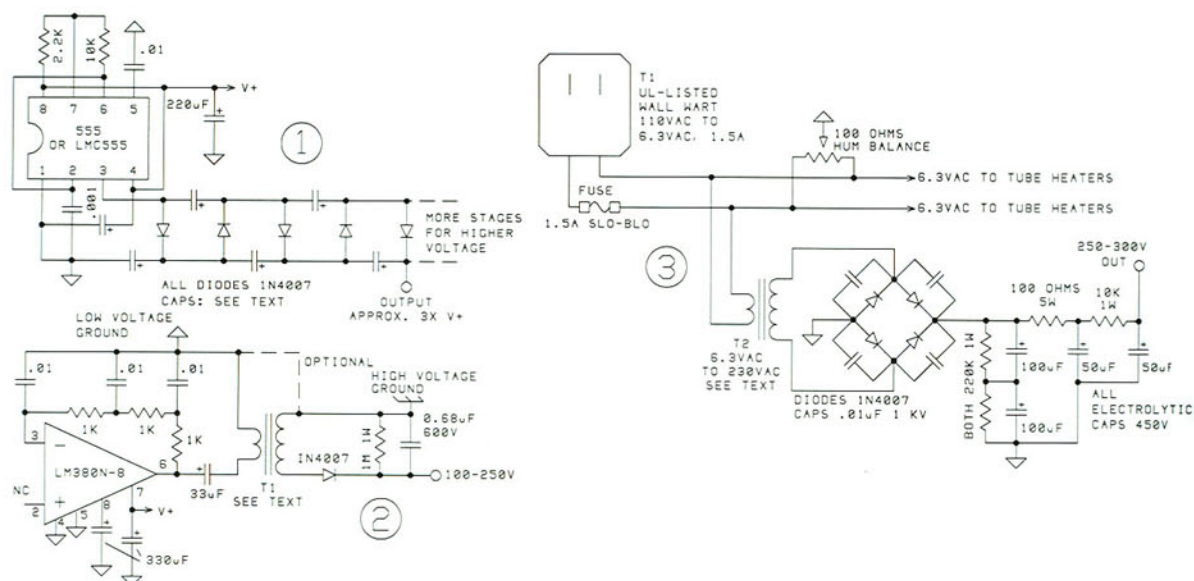 2.2K
10K
.01
V+
220uF
8 7 6 5
555
OR LMC555
1 2 3 4
1
.001
MORE STAGES
FOR HIGHER
VOLTAGE
ALL DIODES 1N4007
CAPS: SEE TEXT
OUTPUT
APPROX. 3X V+
LOW VOLTAGE
GROUND
OPTIONAL
HIGH VOLTAGE
GROUND
.01
.01
.01
1K
1K
1K
0.68uF
600V
1M 1W
IN4007
3
LM380N-8
6
33uF
T1
SEE TEXT
100-250V
NC
2
4
5
8
7
V+
330uF
2
T1
UL-LISTED
WALL WART
110VAC TO
6.3VAC, 1.5A
100 OHMS
HUM BALANCE
6.3VAC TO TUBE HEATERS
FUSE
6.3VAC TO TUBE HEATERS
1.5A SLO-BLO
3
250-300V
OUT
100 OHMS
5W
10K
1W
T2
6.3VAC
TO 230VAC
SEE TEXT
DIODES 1N4007
CAPS .01uF 1 KV
BOTH 220K 1W
100uF
50uF
50uF
100uF
ALL
ELECTROLYTIC
CAPS 450V